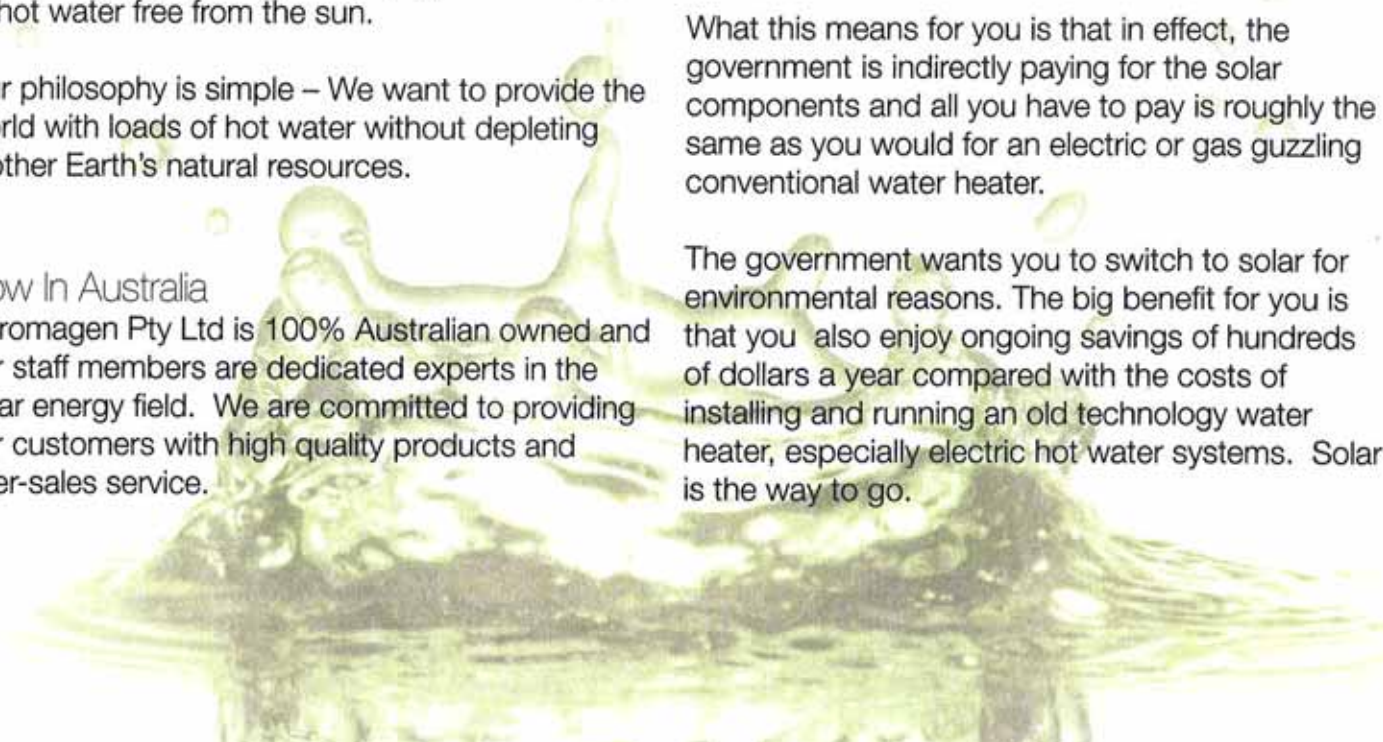 hot water free from the sun.
r philosophy is simple – We want to provide the
rld with loads of hot water without depleting
other Earth's natural resources.
ow In Australia
romagen Pty Ltd is 100% Australian owned and
r staff members are dedicated experts in the
ar energy field. We are committed to providing
r customers with high quality products and
er-sales service.
What this means for you is that in effect, the
government is indirectly paying for the solar
components and all you have to pay is roughly the
same as you would for an electric or gas guzzling
conventional water heater.
The government wants you to switch to solar for
environmental reasons. The big benefit for you is
that you also enjoy ongoing savings of hundreds
of dollars a year compared with the costs of
installing and running an old technology water
heater, especially electric hot water systems. Solar
is the way to go.